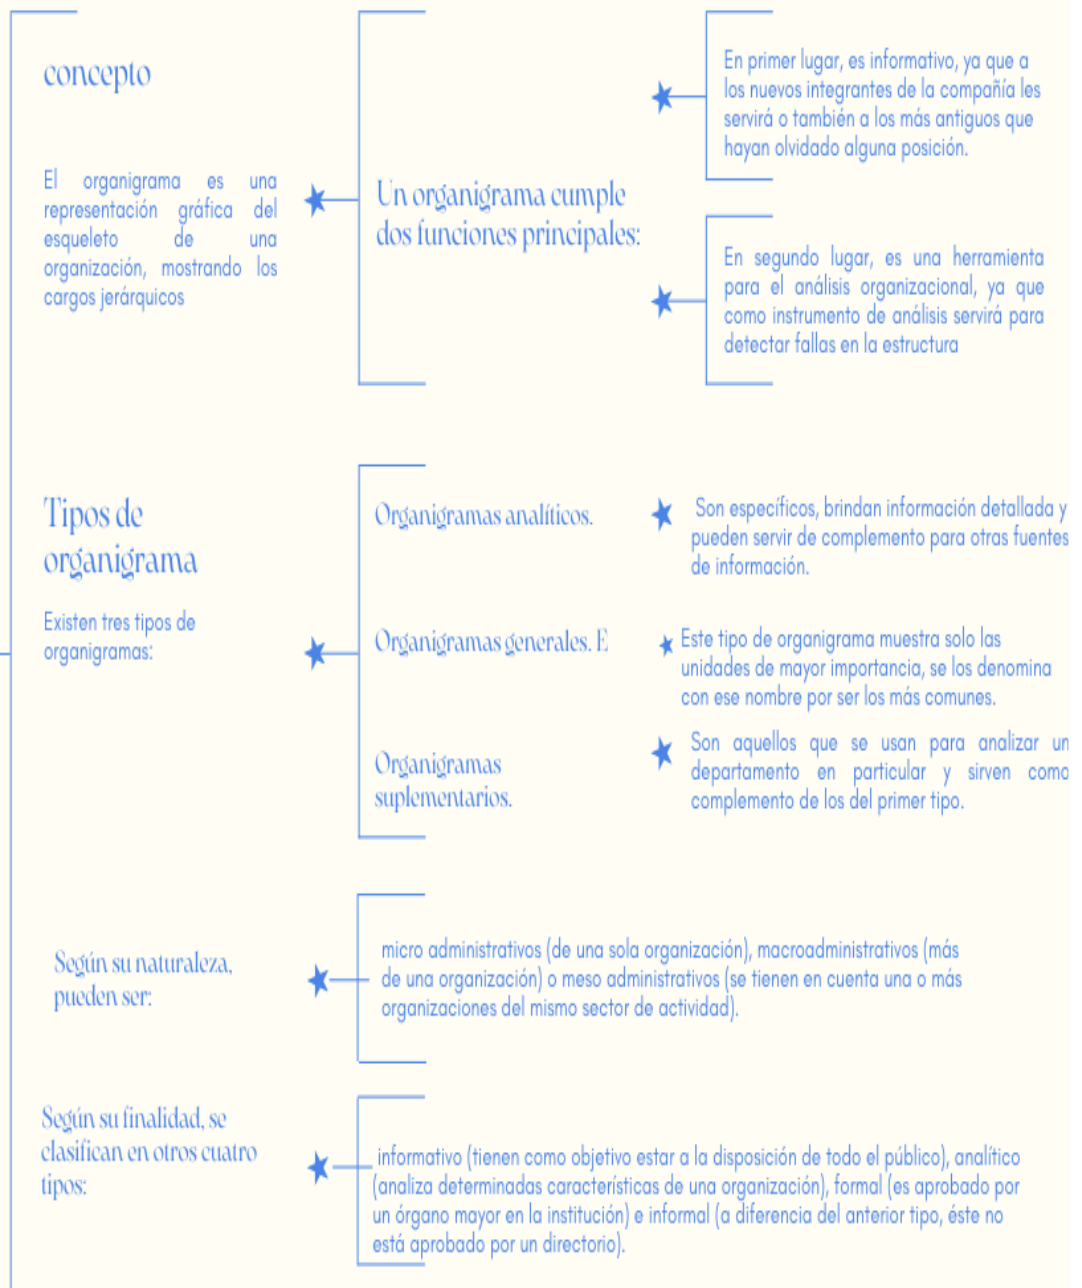 concepto
El organigrama es una
representación gráfica del
esqueleto de una
organización, mostrando los
cargos jerárquicos
Un organigrama cumple
dos funciones principales:
En primer lugar, es informativo, ya que a
los nuevos integrantes de la compañía les
servirá o también a los más antiguos que
hayan olvidado alguna posición.
En segundo lugar, es una herramienta
para el análisis organizacional, ya que
como instrumento de análisis servirá para
detectar fallas en la estructura
Tipos de
organigrama
Existen tres tipos de
organigramas:
Organigramas analíticos.
Son específicos, brindan información detallada y
pueden servir de complemento para otras fuentes
de información.
Organigramas generales. E
Este tipo de organigrama muestra solo las
unidades de mayor importancia, se los denomina
con ese nombre por ser los más comunes.
Organigramas
suplementarios.
Son aquellos que se usan para analizar un
departamento en particular y sirven como
complemento de los del primer tipo.
Según su naturaleza,
pueden ser:
micro administrativos (de una sola organización), macroadministrativos (más
de una organización) o meso administrativos (se tienen en cuenta una o más
organizaciones del mismo sector de actividad).
Según su finalidad, se
clasifican en otros cuatro
tipos:
informativo (tienen como objetivo estar a la disposición de todo el público), analítico
(analiza determinadas características de una organización), formal (es aprobado por
un órgano mayor en la institución) e informal (a diferencia del anterior tipo, éste no
está aprobado por un directorio).